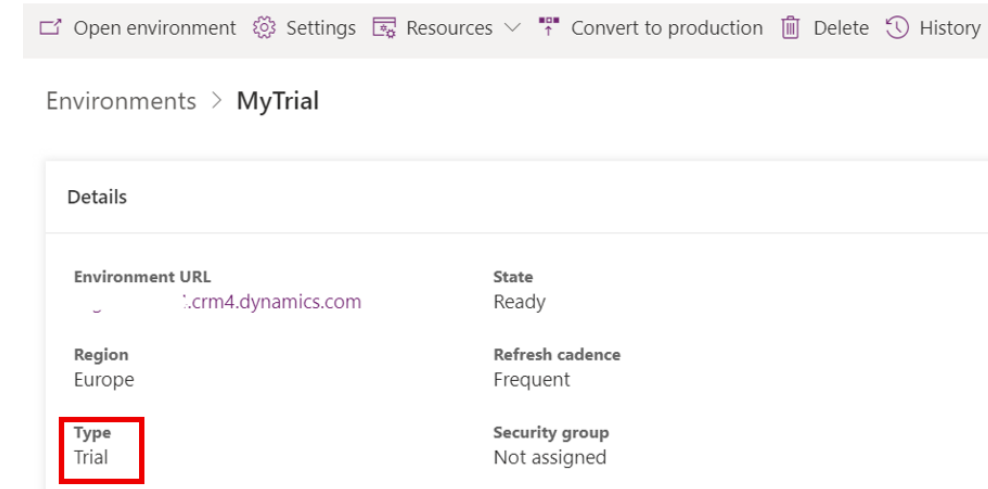 Open environment Settings Resources Convert to production Delete History
Environments > MyTrial
Details
Environment URL
.crm4.dynamics.com
State
Ready
Region
Europe
Refresh cadence
Frequent
Type
Trial
Security group
Not assigned